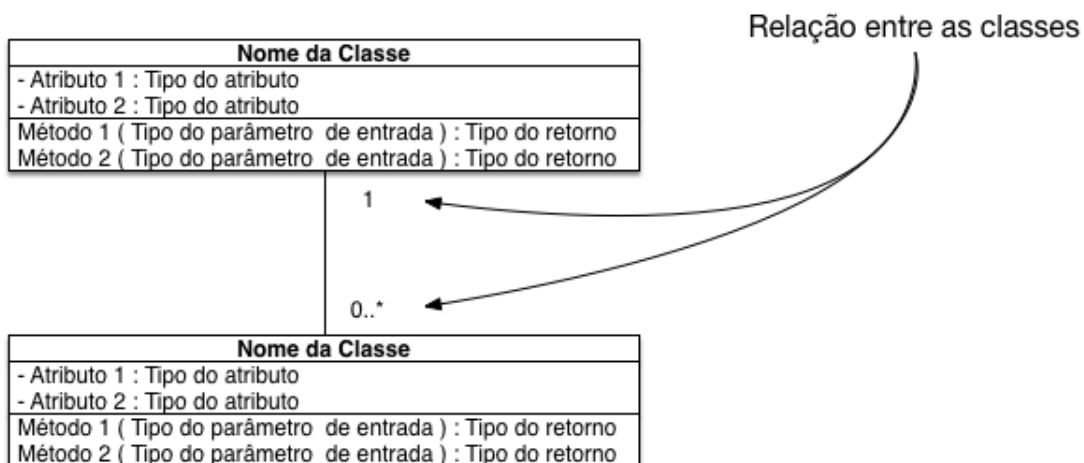 Relação entre as classes
Nome da Classe
- Atributo 1 : Tipo do atributo
- Atributo 2 : Tipo do atributo
Método 1 ( Tipo do parâmetro de entrada ) : Tipo do retorno
Método 2 ( Tipo do parâmetro de entrada ) : Tipo do retorno
1
0..*
Nome da Classe
- Atributo 1 : Tipo do atributo
- Atributo 2 : Tipo do atributo
Método 1 ( Tipo do parâmetro de entrada ) : Tipo do retorno
Método 2 ( Tipo do parâmetro de entrada ) : Tipo do retorno